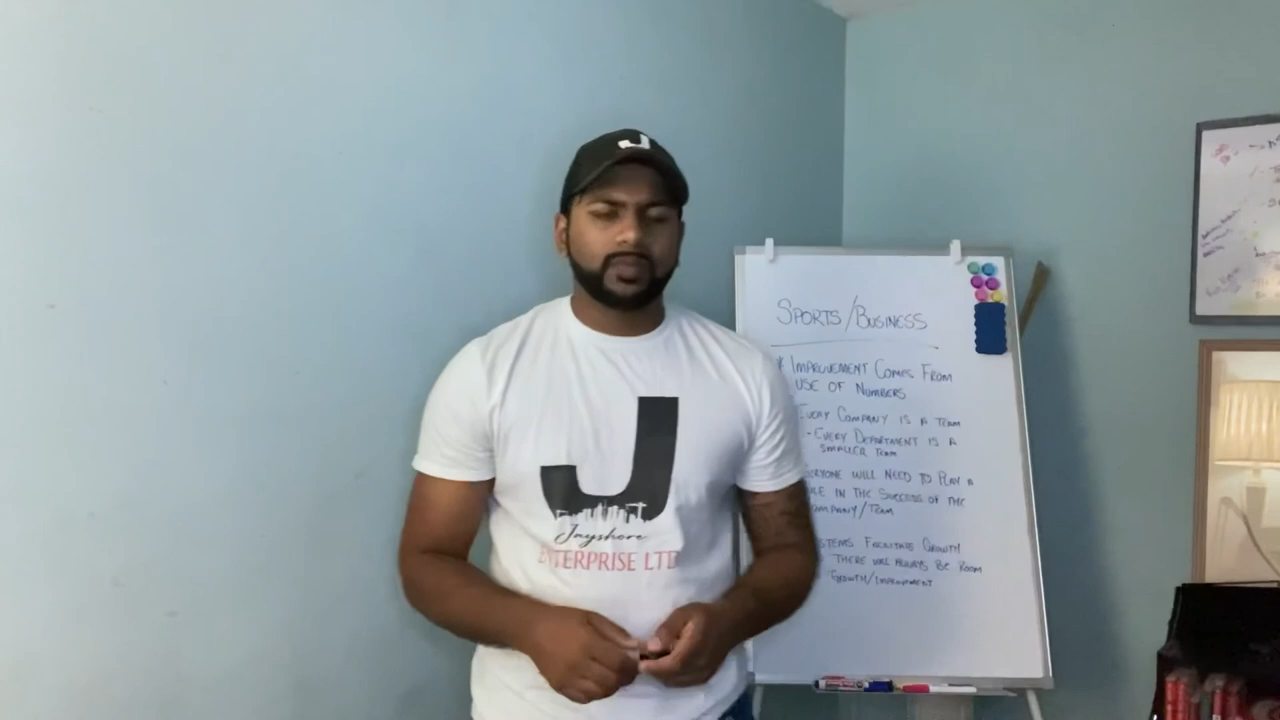 J
J
Jayshore
ENTERPRISE LTD
SPORTS/BUSINESS
* IMPROVEMENT COMES FROM
USE OF NUMBERS
EVERY COMPANY IS A TEAM
- EVERY DEPARTMENT IS A
SMALLER TEAM
WILL NEED TO PLAY A
IN THE SUCCESS OF THE
/TEAM
FACILITATE GROWTH
THERE WILL ALWAYS BE ROOM
GROWTH/IMPROVEMENT